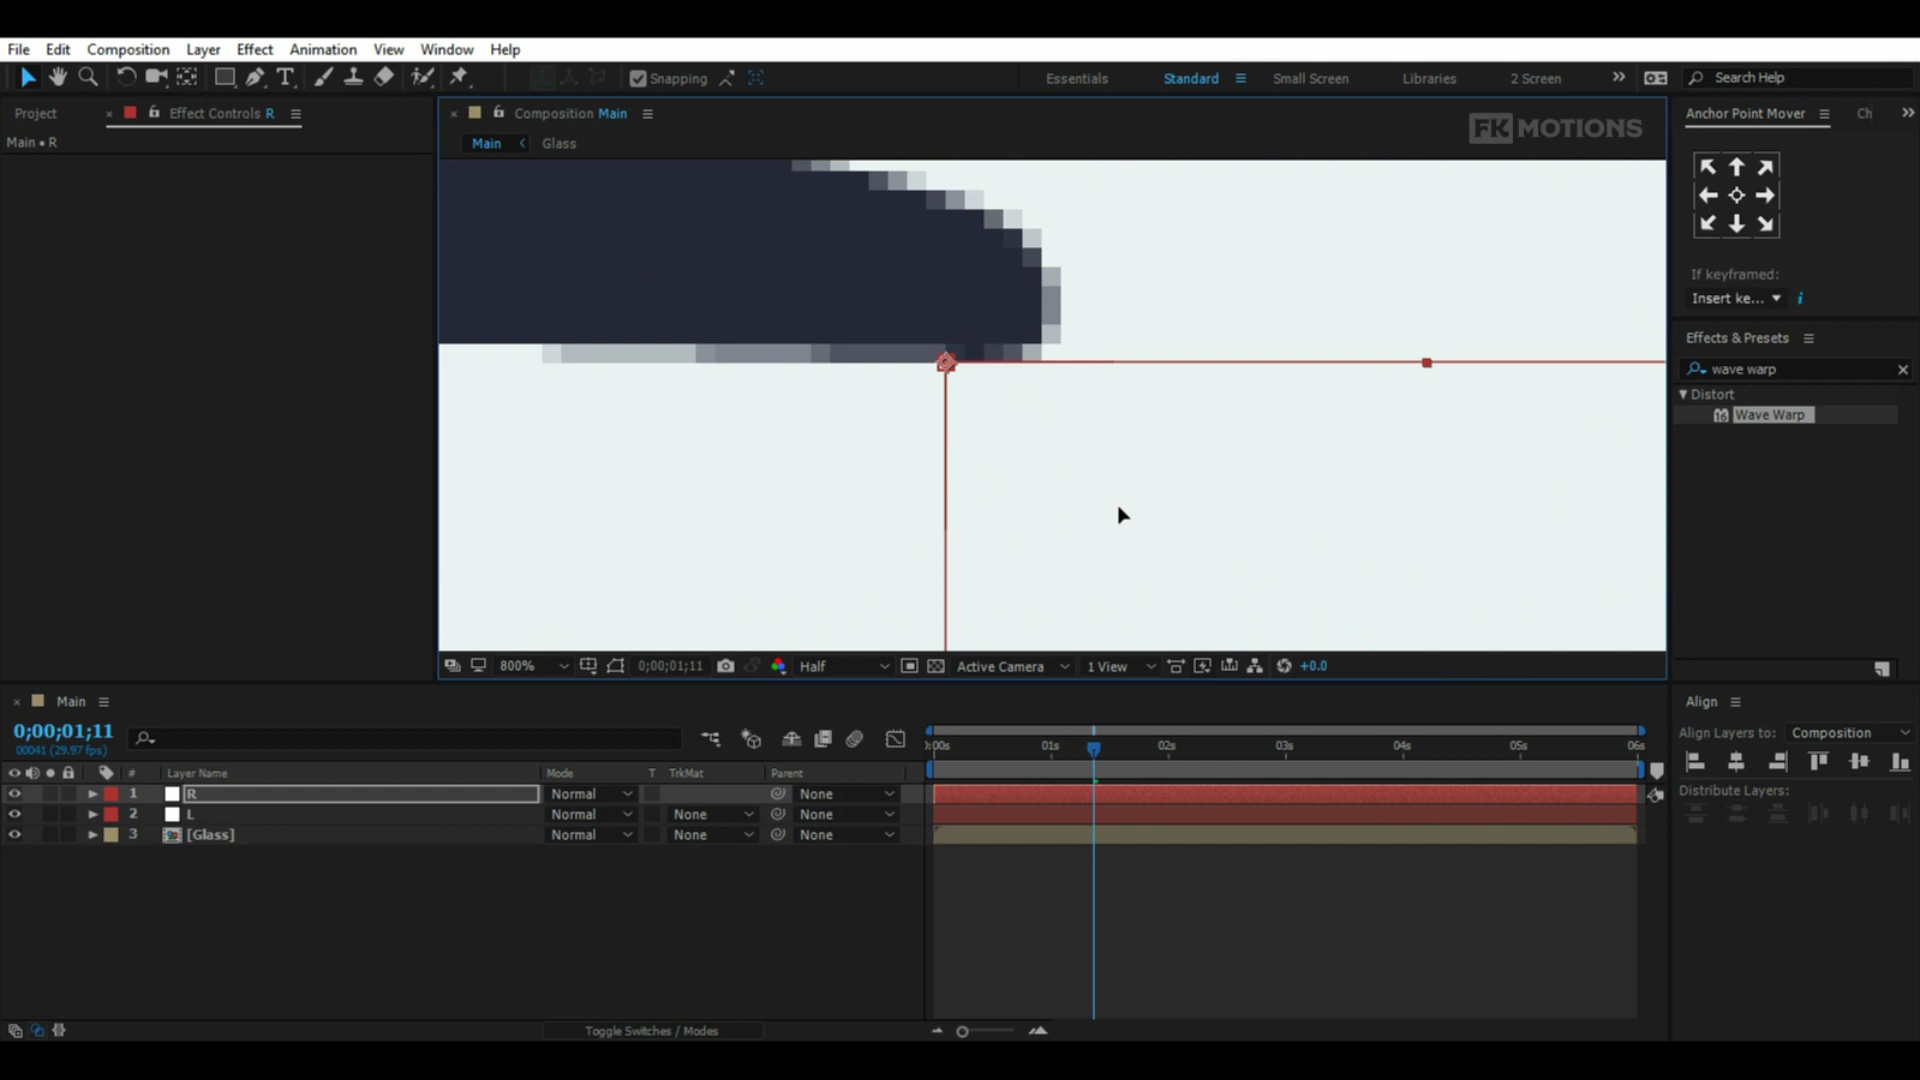 File Edit Composition Layer Effect Animation View Window Help
Snapping Essentials Standard Small Screen Libraries 2 Screen Search Help
Project Effect Controls R Composition Main Anchor Point Mover Ch
Main • R Main Glass
FK MOTIONS
If keyframed:
Insert ke...
Effects & Presets
wave warp
Distort
16 Wave Warp
800% 0;00;01;11 Half Active Camera 1 View +0.0
Main Align
0;00;01;11
00041 (29.97 fps)
Align Layers to: Composition
:00s 01s 02s 03s 04s 05s 06s
# Layer Name Mode T TrkMat Parent
Distribute Layers:
1 R Normal None
2 L Normal None None
3 [Glass] Normal None None
Toggle Switches / Modes